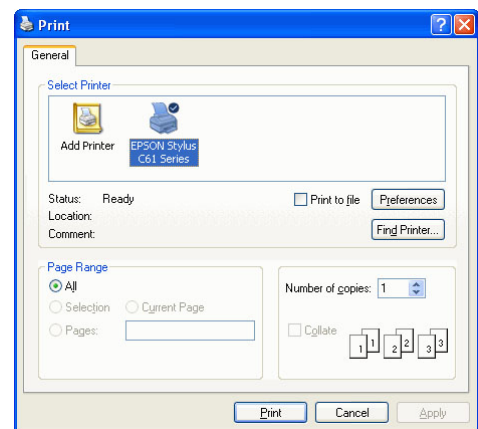 Print
General
Select Printer
Add Printer
EPSON Stylus
C61 Series
Status: Ready
Print to file
Preferences
Location:
Comment:
Find Printer...
Page Range
All
Selection
Current Page
Pages:
Number of copies: 1
Collate
1 1 2 2 3 3
Print
Cancel
Apply